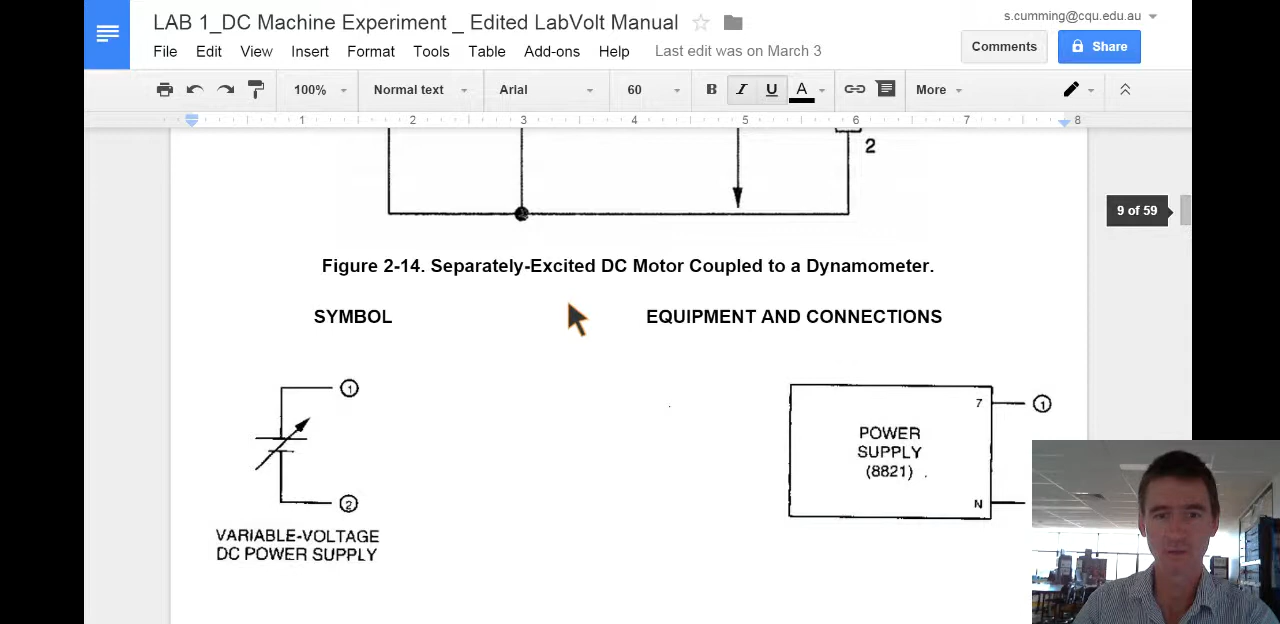 LAB 1_DC Machine Experiment _ Edited LabVolt Manual
s.cumming@cqu.edu.au
File Edit View Insert Format Tools Table Add-ons Help Last edit was on March 3
Comments
Share
100% Normal text Arial 60 B I U A More
1 2 3 4 5 6 7 8
2
9 of 59
Figure 2-14. Separately-Excited DC Motor Coupled to a Dynamometer.
SYMBOL EQUIPMENT AND CONNECTIONS
1
7 1
POWER
SUPPLY
(8821)
2
N
VARIABLE-VOLTAGE
DC POWER SUPPLY